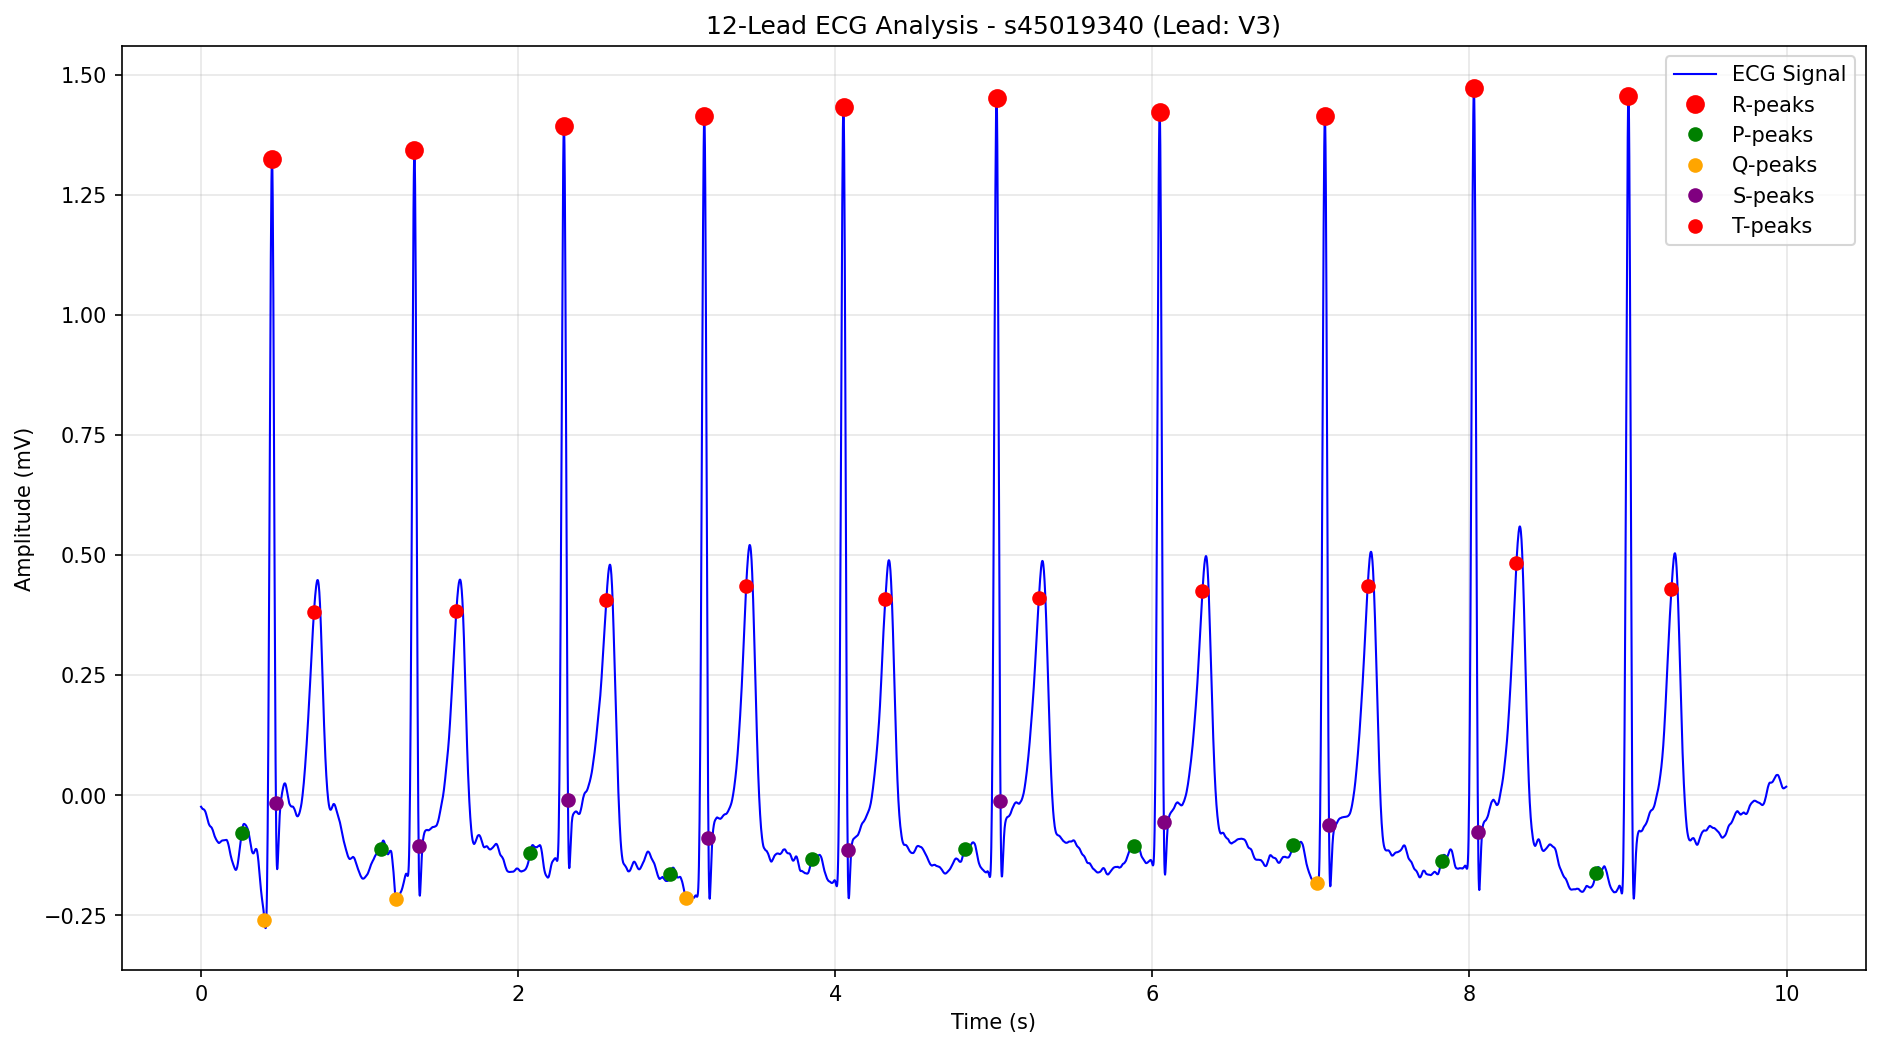 12-Lead ECG Analysis - s45019340 (Lead: V3)
1.50
1.25
1.00
0.75
0.50
0.25
0.00
−0.25
Amplitude (mV)
ECG Signal
R-peaks
P-peaks
Q-peaks
S-peaks
T-peaks
0
2
4
6
8
10
Time (s)